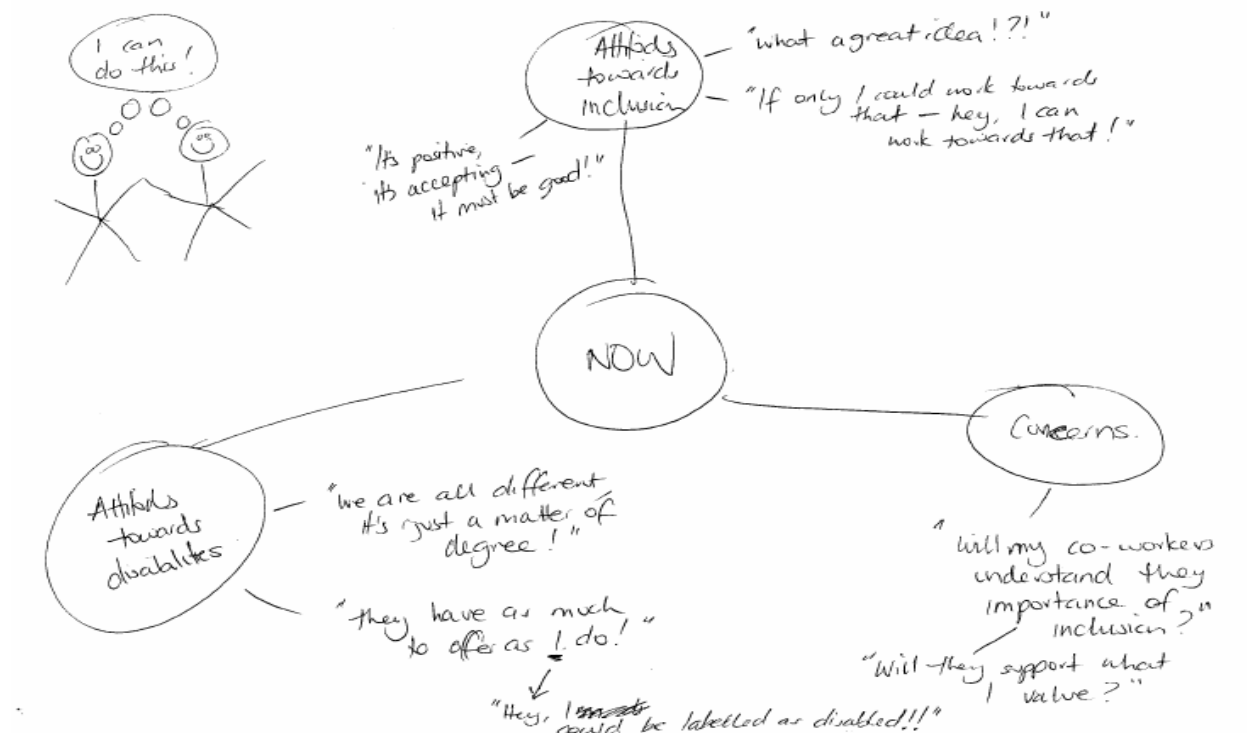 I can
do this!
Attitods
towards
inclusion
"what a great idea!?!"
"If only I could work towards
that – hey, I can
work towards that!"
"It's positive,
it's accepting –
it must be good!"
NOW
Concerns.
"Will my co-workers
understand they
importance of
inclusion?"
"Will they support what
I value?"
Attitods
towards
disabilites
"we are all different
it's just a matter of
degree!"
"they have as much
to offer as I do!"
"Hey, I
could be labelled as disabled!!"